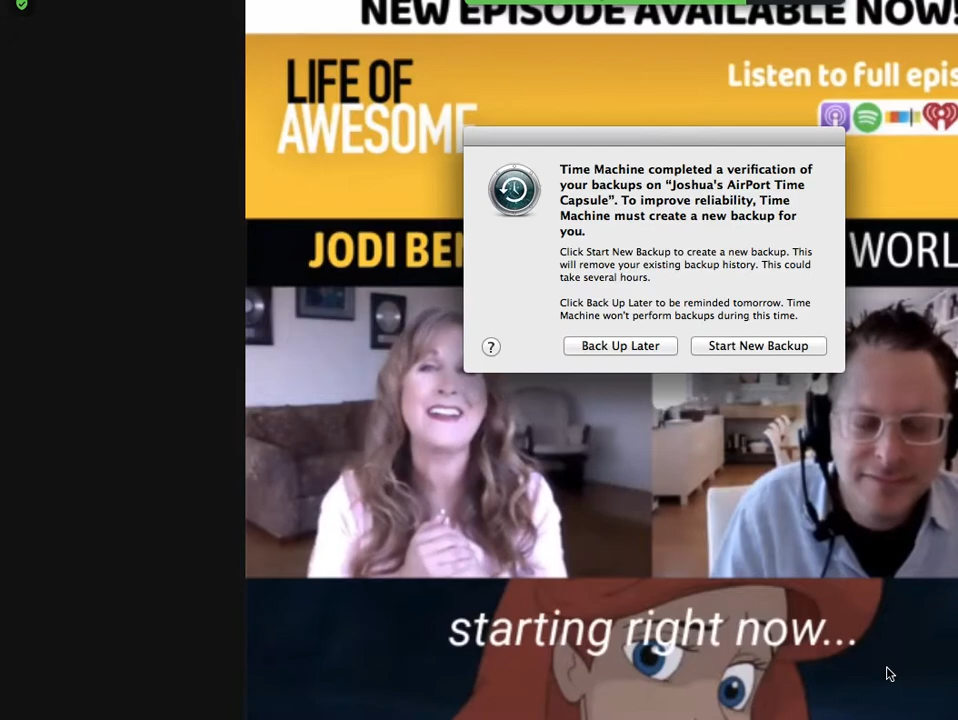 NEW EPISODE AVAILABLE NOW!
LIFE OF
AWESOME
Listen to full
Time Machine completed a verification of
your backups on “Joshua’s AirPort Time
Capsule”. To improve reliability, Time
Machine must create a new backup for
you.
Click Start New Backup to create a new backup. This
will remove your existing backup history. This could
take several hours.
Click Back Up Later to be reminded tomorrow. Time
Machine won’t perform backups during this time.
?
Back Up Later
Start New Backup
JODI
starting right now...